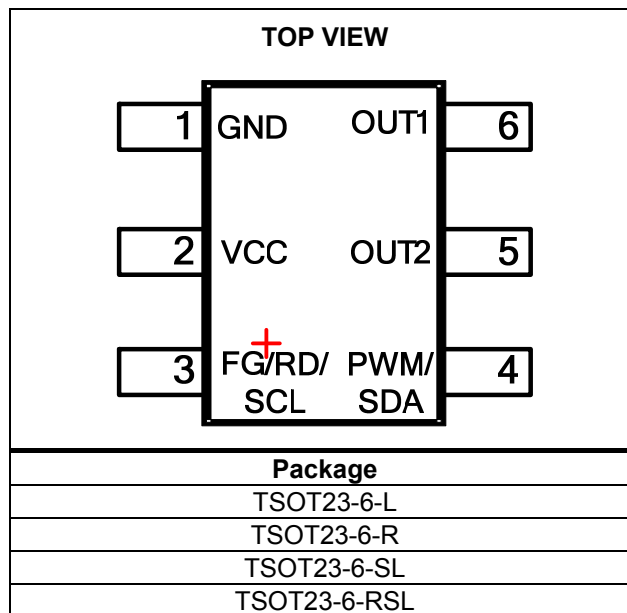 TOP VIEW
1 GND OUT1 6
2 VCC OUT2 5
3 FG/RD/ PWM/ 4
SCL SDA
Package
TSOT23-6-L
TSOT23-6-R
TSOT23-6-SL
TSOT23-6-RSL